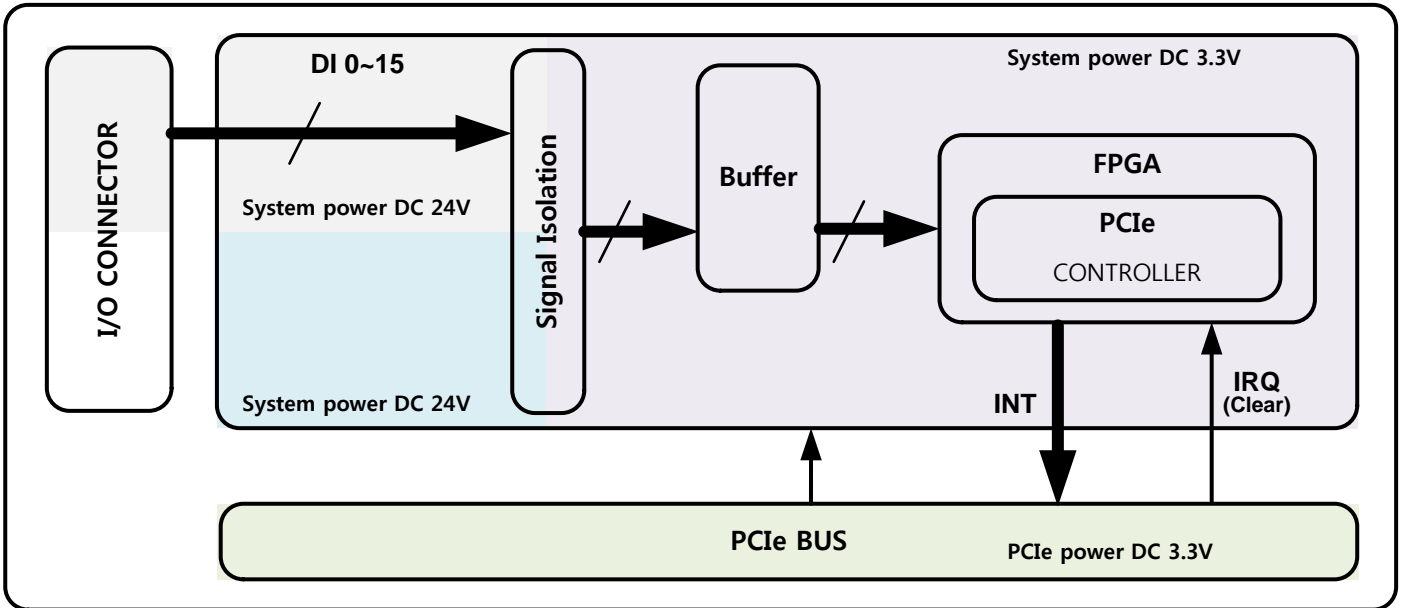 I/O CONNECTOR
DI 0~15
System power DC 24V
System power DC 24V
Signal Isolation
Buffer
System power DC 3.3V
FPGA
PCIe
CONTROLLER
INT
IRQ
(Clear)
PCIe BUS
PCIe power DC 3.3V